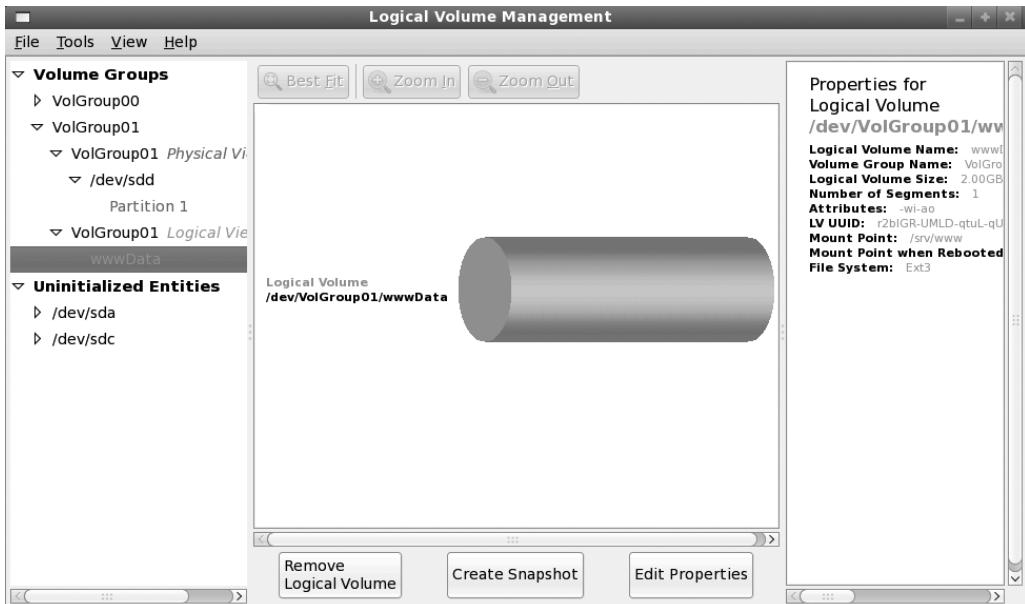 Logical Volume Management
File Tools View Help
Volume Groups
VolGroup00
VolGroup01
VolGroup01 Physical Vi
/dev/sdd
Partition 1
VolGroup01 Logical Vie
wwwData
Uninitialized Entities
/dev/sda
/dev/sdc
Best Fit Zoom In Zoom Out
Logical Volume
/dev/VolGroup01/wwwData
Remove
Logical Volume
Create Snapshot
Edit Properties
Properties for
Logical Volume
/dev/VolGroup01/ww
Logical Volume Name: www
Volume Group Name: VolGro
Logical Volume Size: 2.00GB
Number of Segments: 1
Attributes: -wi-ao
LV UUID: r2blGR-UMLD-qtuL-qU
Mount Point: /srv/www
Mount Point when Rebooted
File System: Ext3